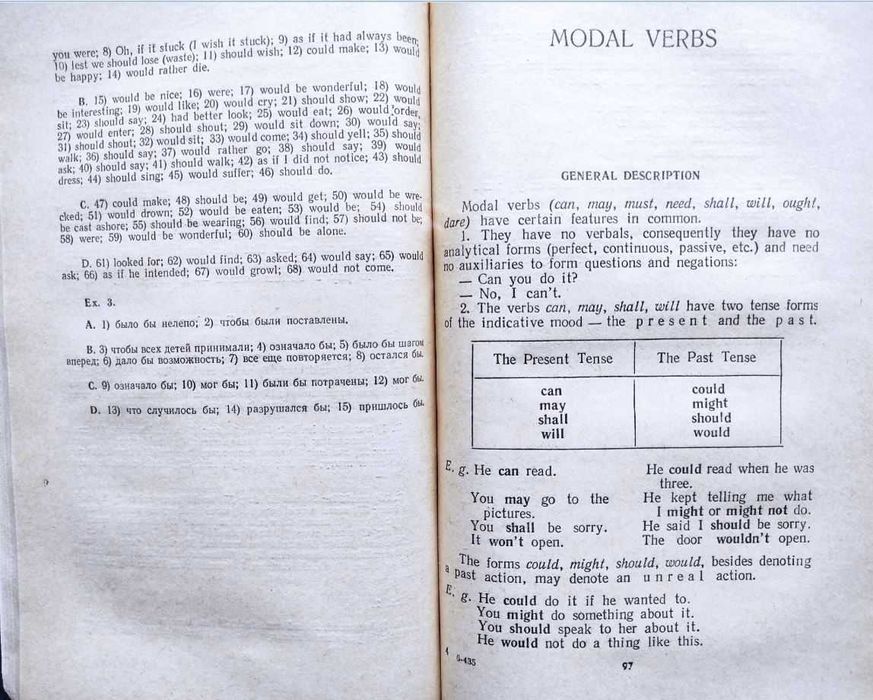 you were; 8) Oh, if it stuck (I wish it stuck); 9) as if it had always been;
10) lest we should lose (waste); 11) should wish; 12) could make; 13) would
be happy; 14) would rather die.
B. 15) would be nice; 16) were; 17) would be wonderful; 18) would
be interesting; 19) would like; 20) would cry; 21) should show; 22) would
sit; 23) should say; 24) had better look; 25) would eat; 26) would order;
27) would enter; 28) should shout; 29) would sit down; 30) would say;
31) should shout; 32) would sit; 33) would come; 34) should yell; 35) should
walk; 36) should say; 37) would rather go; 38) should say; 39) would
ask; 40) should say; 41) should walk; 42) as if I did not notice; 43) should
dress; 44) should sing; 45) would suffer; 46) should do.
C. 47) could make; 48) should be; 49) would get; 50) would be wre-
cked; 51) would drown; 52) would be eaten; 53) would be; 54) should
be cast ashore; 55) should be wearing; 56) would find; 57) should not be;
58) were; 59) would be wonderful; 60) should be alone.
D. 61) looked for; 62) would find; 63) asked; 64) would say; 65) would
ask; 66) as if he intended; 67) would growl; 68) would not come.
Ex. 3.
A. 1) было бы нелепо; 2) чтобы были поставлены.
B. 3) чтобы всех детей принимали; 4) означало бы; 5) было бы шагом
вперед; 6) дало бы возможность; 7) все еще повторяется; 8) остался бы.
C. 9) означало бы; 10) мог бы; 11) были бы потрачены; 12) мог бы.
D. 13) что случилось бы; 14) разрушался бы; 15) пришлось бы.
MODAL VERBS
GENERAL DESCRIPTION
Modal verbs (can, may, must, need, shall, will, ought,
dare) have certain features in common.
1. They have no verbals, consequently they have no
analytical forms (perfect, continuous, passive, etc.) and need
no auxiliaries to form questions and negations:
— Can you do it?
— No, I can't.
2. The verbs can, may, shall, will have two tense forms
of the indicative mood — the present and the past.
The Present Tense The Past Tense
can could
may might
shall should
will would
E. g. He can read. He could read when he was
three.
You may go to the He kept telling me what
pictures. I might or might not do.
You shall be sorry. He said I should be sorry.
It won't open. The door wouldn't open.
The forms could, might, should, would, besides denoting
a past action, may denote an unreal action.
E. g. He could do it if he wanted to.
You might do something about it.
You should speak to her about it.
He would not do a thing like this.
97